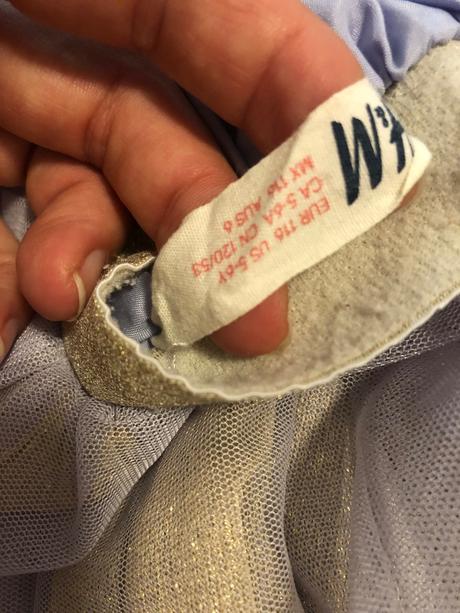 H&M
EUR 116 US 5-6Y
CA 5-6A CN 120/53
MX 116 AUS 6